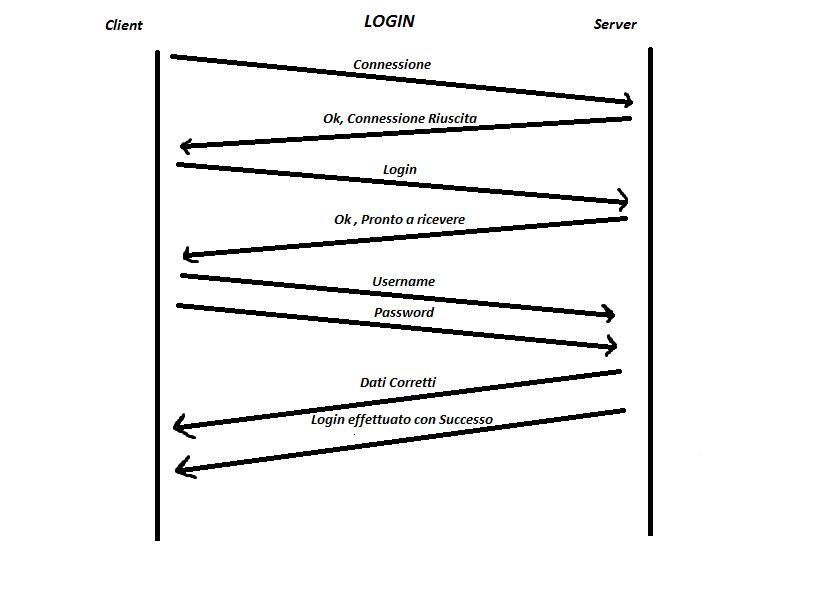 Client
LOGIN
Server
Connessione
Ok, Connessione Riuscita
Login
Ok , Pronto a ricevere
Username
Password
Dati Corretti
Login effettuato con Successo